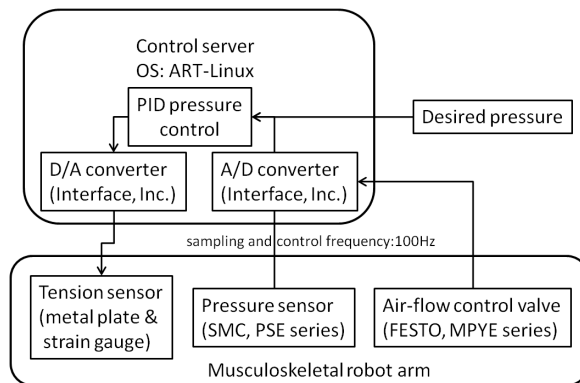 Control server
OS: ART-Linux
PID pressure
control
Desired pressure
D/A converter
(Interface, Inc.)
A/D converter
(Interface, Inc.)
sampling and control frequency:100Hz
Tension sensor
(metal plate &
strain gauge)
Pressure sensor
(SMC, PSE series)
Air-flow control valve
(FESTO, MPYE series)
Musculoskeletal robot arm